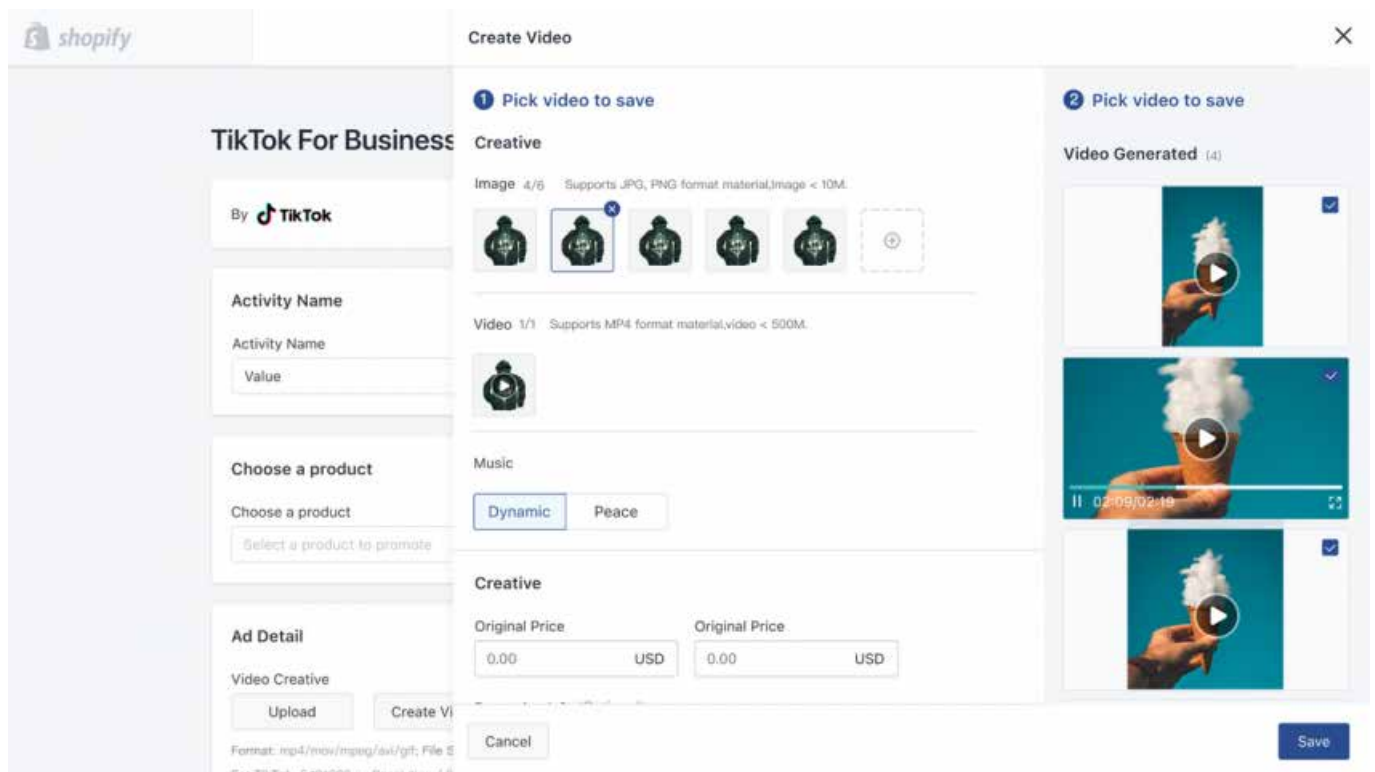 shopify
Create Video
1 Pick video to save
2 Pick video to save
TikTok For Business
Creative
Video Generated (4)
Image 4/6 Supports JPG, PNG format material,Image < 10M.
By TikTok
Activity Name
Video 1/1 Supports MP4 format material,video < 500M.
Activity Name
Value
Choose a product
Music
Choose a product
Dynamic Peace
02:09/02:19
Select a product to promote
Creative
Original Price Original Price
Ad Detail
0.00 USD 0.00 USD
Video Creative
Upload Create Vi
Cancel Save
Format: mp4/mov/mpeg/avi/gif; File S